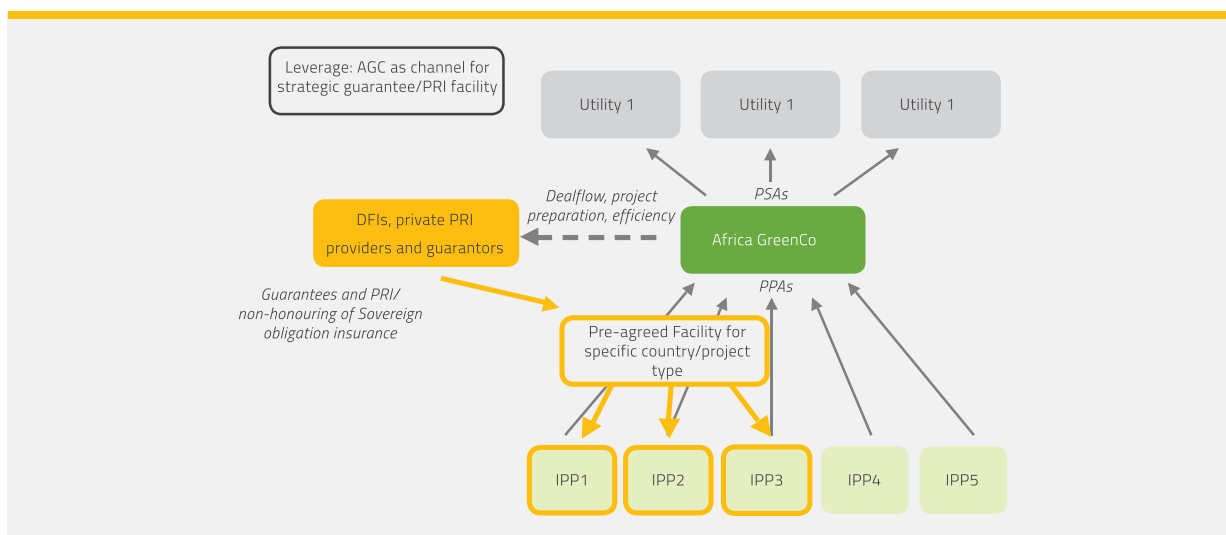 Leverage: AGC as channel for
strategic guarantee/PRI facility
Utility 1
Utility 1
Utility 1
Dealflow, project
preparation, efficiency
PSAs
DFIs, private PRI
providers and guarantors
Africa GreenCo
PPAs
Guarantees and PRI/
non-honouring of Sovereign
obligation insurance
Pre-agreed Facility for
specific country/project
type
IPP1
IPP2
IPP3
IPP4
IPP5